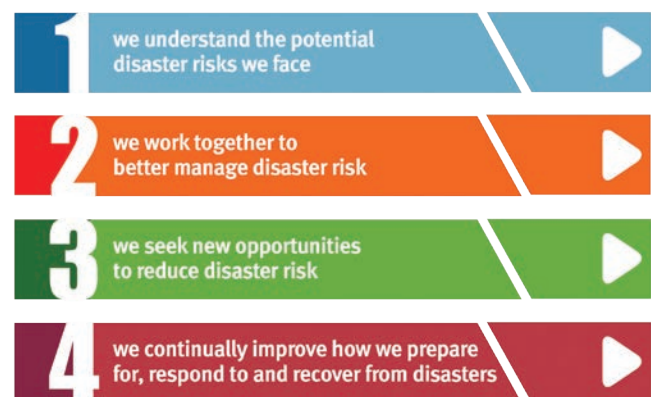 1
we understand the potential
disaster risks we face
2
we work together to
better manage disaster risk
3
we seek new opportunities
to reduce disaster risk
4
we continually improve how we prepare
for, respond to and recover from disasters